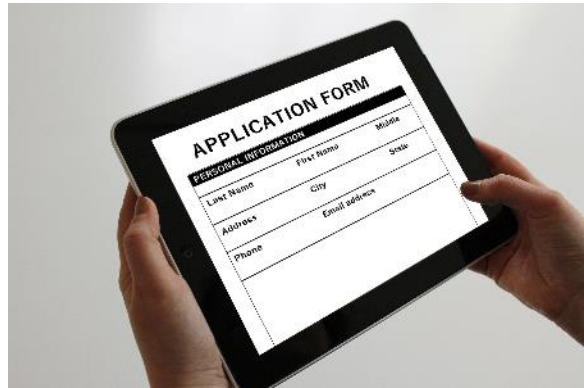 APPLICATION FORM
PERSONAL INFORMATION
Last Name First Name Middle
Address City State
Phone Email address